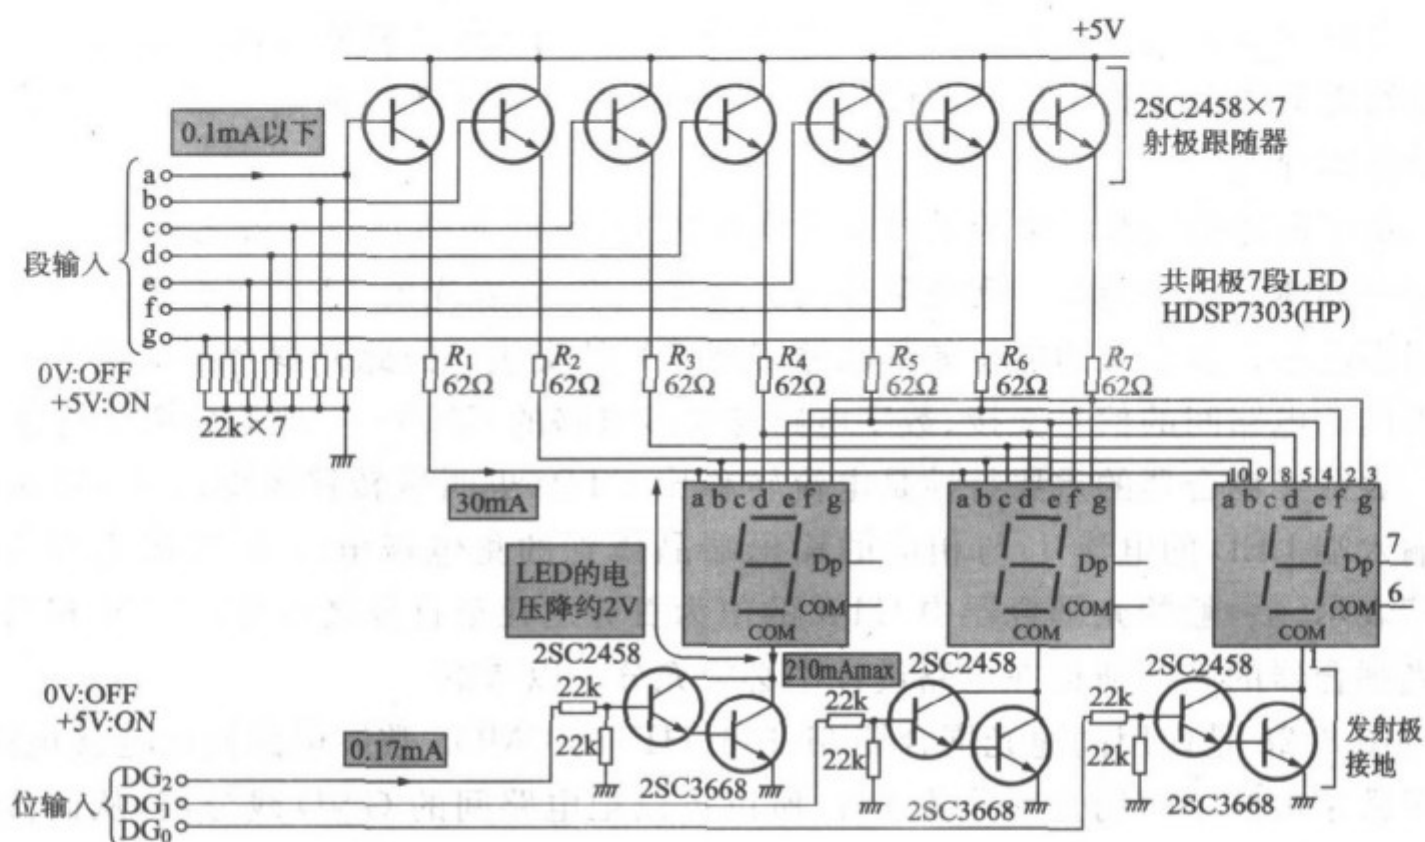 +5V
2SC2458×7
射极跟随器
0.1mA以下
a
b
c
d
e
f
g
段输入
共阳极7段LED
HDSP7303(HP)
0V:OFF
+5V:ON
22k×7
R1
62Ω
R2
62Ω
R3
62Ω
R4
62Ω
R5
62Ω
R6
62Ω
R7
62Ω
30mA
10 9 8 5 4 2 3
a b c d e f g
a b c d e f g
a b c d e f g
LED的电
压降约2V
Dp
COM
COM
Dp
COM
COM
Dp
COM
COM
7
6
1
210mAmax
2SC2458
22k
22k
2SC3668
2SC2458
22k
22k
2SC3668
2SC2458
22k
22k
2SC3668
发射极
接地
0V:OFF
+5V:ON
0.17mA
位输入
DG2
DG1
DG0